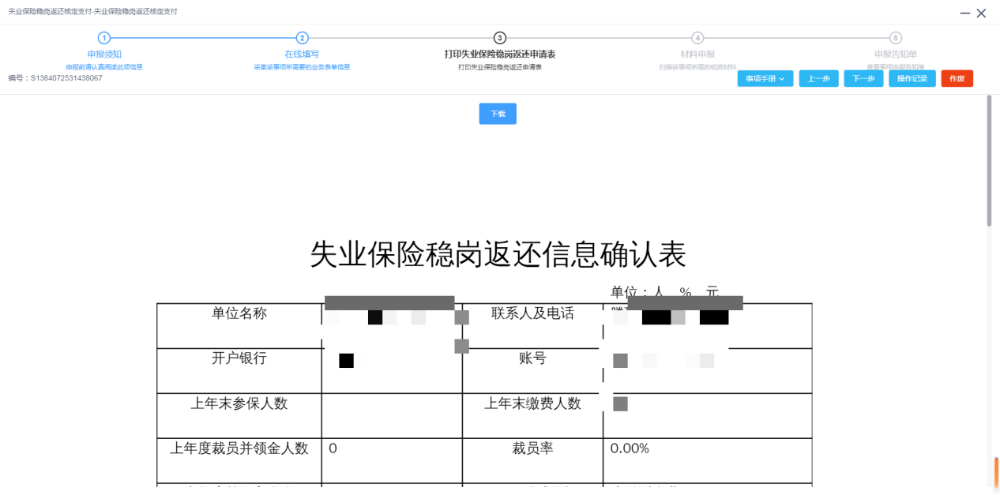 失业保险稳岗返还核定支付-失业保险稳岗返还核定支付
1 2 3 4 5
申报须知 在线填写 打印失业保险稳岗返还申请表 材料申报 申报告知单
申报前请认真阅读此项信息 采集该事项所需要的业务表单信息 打印失业保险稳岗返还申请表 扫描该事项所需的纸质材料 查看事项申报告知单
编号：S1384072531438067 事项手册 上一步 下一步 操作记录 作废
下载
失业保险稳岗返还信息确认表
单位：人、%、元
单位名称 联系人及电话
开户银行 账号
上年末参保人数 上年末缴费人数
上年度裁员并领金人数 0 裁员率 0.00%